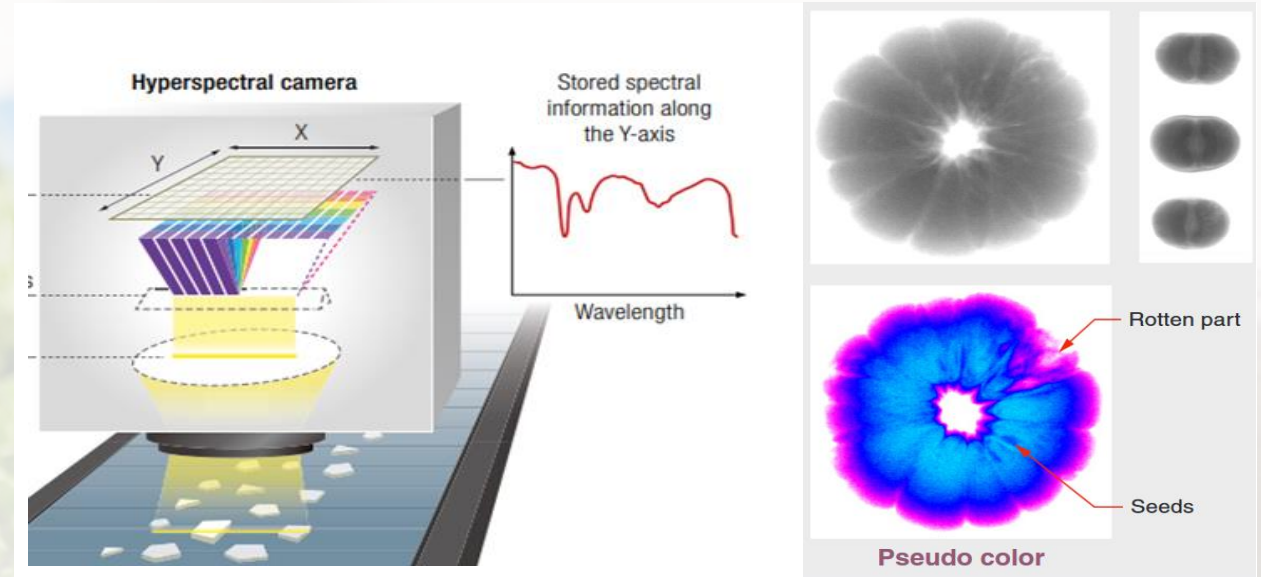 Hyperspectral camera
X
Y
s
Stored spectral
information along
the Y-axis
Wavelength
Rotten part
Seeds
Pseudo color